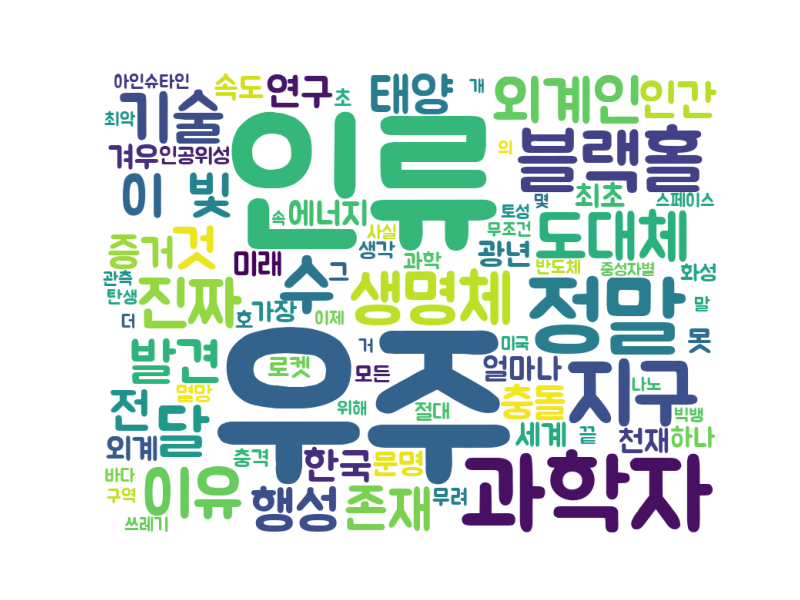 아인슈타인
속도
연구
초
태양
개
외계인
인간
최악
기술
인류
블랙홀
겨우
인공위성
의
이
빛
속
에너지
사실
토성
몇
최초
스페이스
증거
것
미래
수
그
생각
과학
무조건
광년
도대체
관측
탄생
진짜
생명체
반도체
중성자별
화성
더
호
가장
이제
정말
말
못
발견
우주
로켓
거
모든
미국
얼마나
지구
나노
멸망
전
달
위해
절대
충돌
빅뱅
외계
충격
한국
문명
세계
끝
천재
하나
바다
구역
이유
행성
존재
무려
과학자
쓰레기